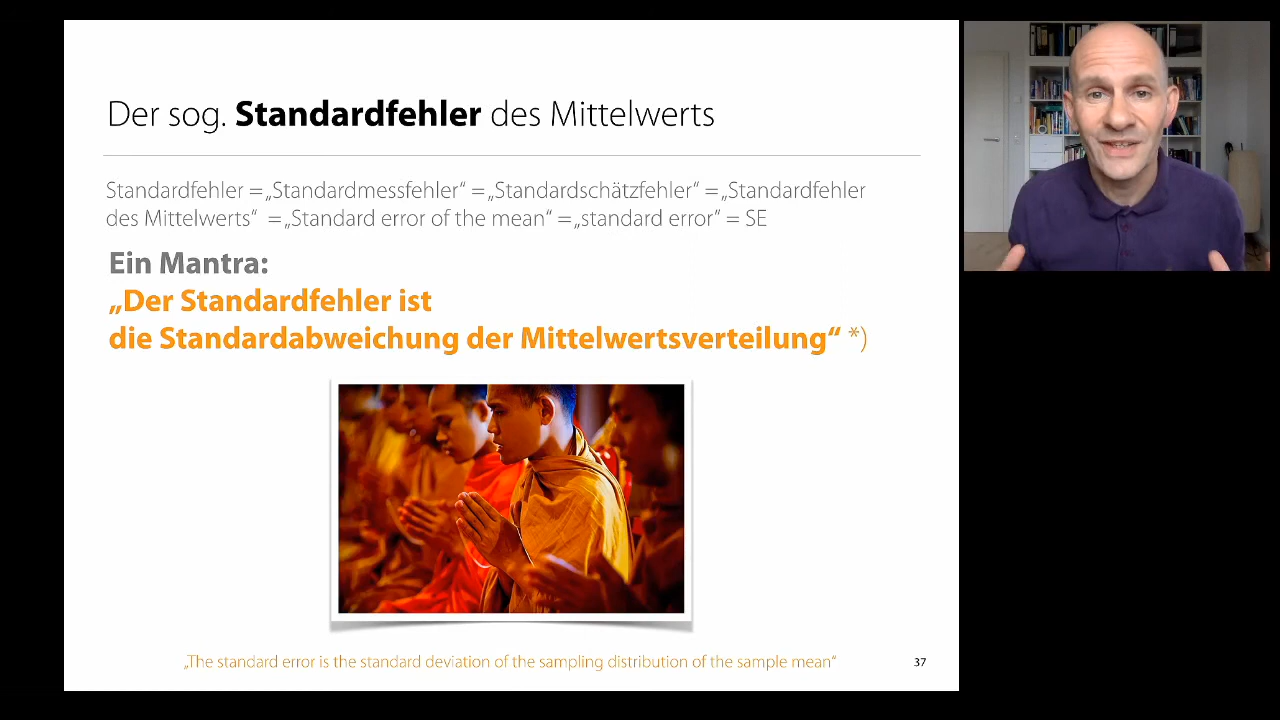 Der sog. Standardfehler des Mittelwerts
Standardfehler = „Standardmessfehler“ = „Standardschätzfehler“ = „Standardfehler
des Mittelwerts“ = „Standard error of the mean“ = „standard error“ = SE
Ein Mantra:
„Der Standardfehler ist
die Standardabweichung der Mittelwertsverteilung“ *)
„The standard error is the standard deviation of the sampling distribution of the sample mean“
37